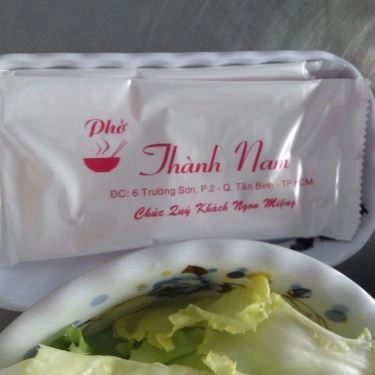 Phở
Thành Nam
ĐC: 6 Trường Sơn, P.2 - Q. Tân Bình - TP.HCM
Chúc Quý Khách Ngon Miệng